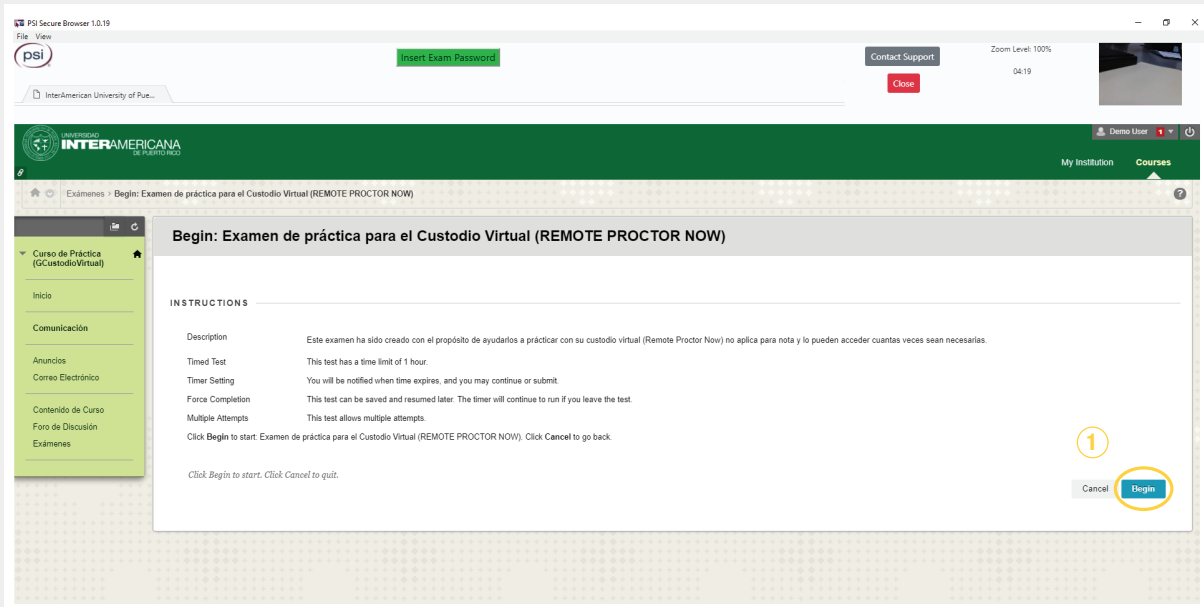 PSI Secure Browser 1.0.19
File View
psi
Insert Exam Password
Contact Support
Close
Zoom Level: 100%
04:19
InterAmerican University of Pue...
UNIVERSIDAD
INTERAMERICANA
DE PUERTO RICO
Demo User 1
My Institution Courses
Exámenes > Begin: Examen de práctica para el Custodio Virtual (REMOTE PROCTOR NOW)
?
Curso de Práctica
(GCustodioVirtual)
Inicio
Comunicación
Anuncios
Correo Electrónico
Contenido de Curso
Foro de Discusión
Exámenes
Begin: Examen de práctica para el Custodio Virtual (REMOTE PROCTOR NOW)
INSTRUCTIONS
Description Este examen ha sido creado con el propósito de ayudarlos a prácticar con su custodio virtual (Remote Proctor Now) no aplica para nota y lo pueden acceder cuantas veces sean necesarias.
Timed Test This test has a time limit of 1 hour.
Timer Setting You will be notified when time expires, and you may continue or submit.
Force Completion This test can be saved and resumed later. The timer will continue to run if you leave the test.
Multiple Attempts This test allows multiple attempts.
Click Begin to start: Examen de práctica para el Custodio Virtual (REMOTE PROCTOR NOW). Click Cancel to go back.
Click Begin to start. Click Cancel to quit.
1
Cancel Begin